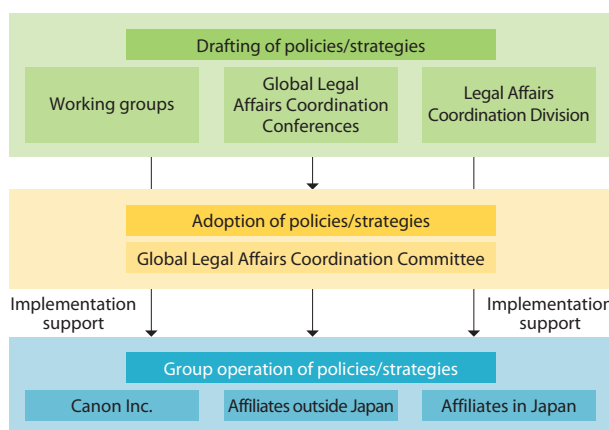 Drafting of policies/strategies
Working groups
Global Legal
Affairs Coordination
Conferences
Legal Affairs
Coordination Division
Adoption of policies/strategies
Global Legal Affairs Coordination Committee
Implementation
support
Implementation
support
Group operation of policies/strategies
Canon Inc.
Affiliates outside Japan
Affiliates in Japan